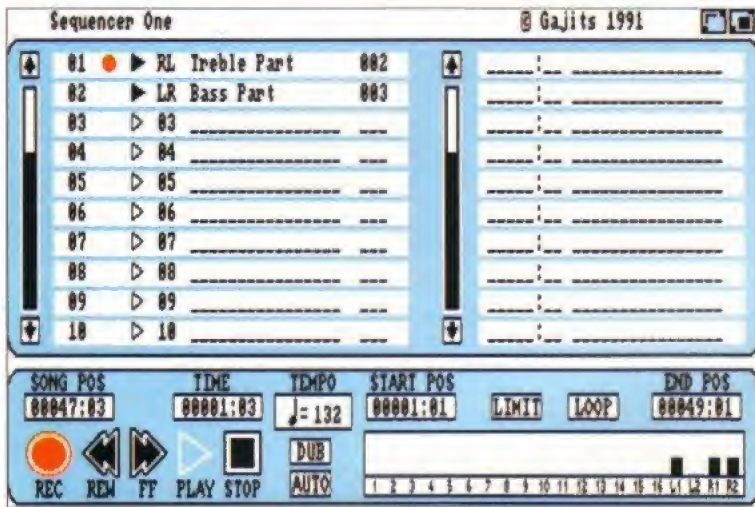 Sequencer One © Gajits 1991
01 RL Treble Part 002
02 LR Bass Part 003
03 03
04 04
05 05
06 06
07 07
08 08
09 09
10 10
SONG POS TIME TEMPO START POS END POS
00047:03 00001:03 ♩= 132 00001:01 LIMIT LOOP 00049:01
DUB
REC REW FF PLAY STOP AUTO
1 2 3 4 5 6 7 8 9 10 11 12 13 14 15 16 L1 L2 R1 R2